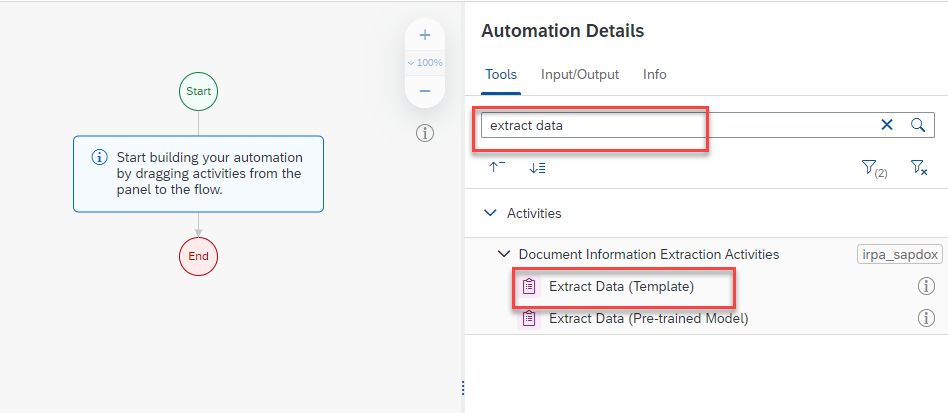 Start
Start building your automation
by dragging activities from the
panel to the flow.
End
100%
Automation Details
Tools
Input/Output
Info
extract data
(2)
Activities
Document Information Extraction Activities
irpa_sapdox
Extract Data (Template)
Extract Data (Pre-trained Model)